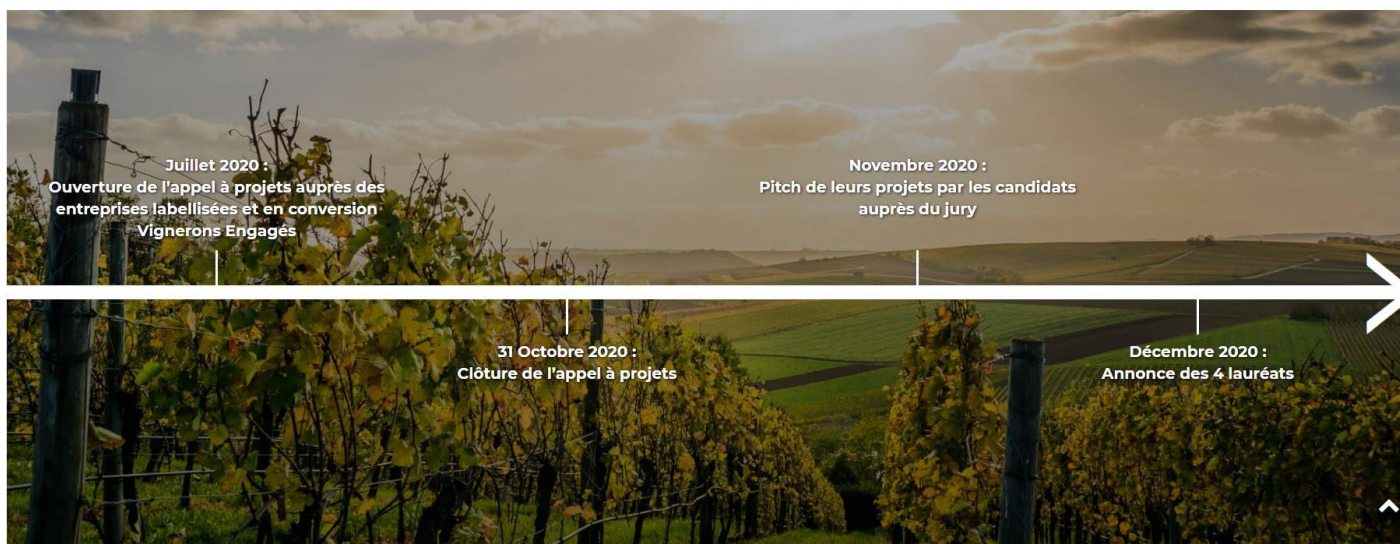 Juillet 2020 :
Ouverture de l'appel à projets auprès des
entreprises labellisées et en conversion
Vignerons Engagés
31 Octobre 2020 :
Clôture de l'appel à projets
Novembre 2020 :
Pitch de leurs projets par les candidats
auprès du jury
Décembre 2020 :
Annonce des 4 lauréats